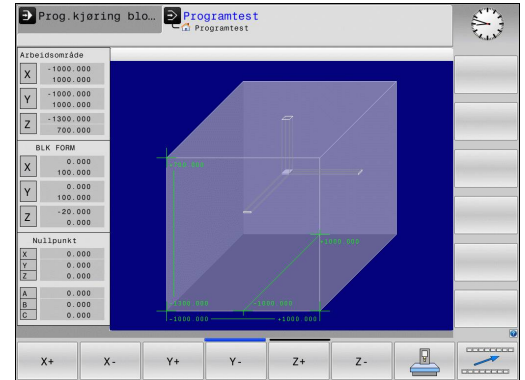 Prog.kjøring blo…
Programtest
Programtest
Arbeidsområde
X -1000.000
1000.000
Y -1000.000
1000.000
Z -1300.000
700.000
BLK FORM
X 0.000
100.000
Y 0.000
100.000
Z -20.000
0.000
Nullpunkt
X 0.000
Y 0.000
Z 0.000
A 0.000
B 0.000
C 0.000
+1000.000
-1300.000
-1000.000
-1000.000
+1000.000
X+ X- Y+ Y- Z+ Z-